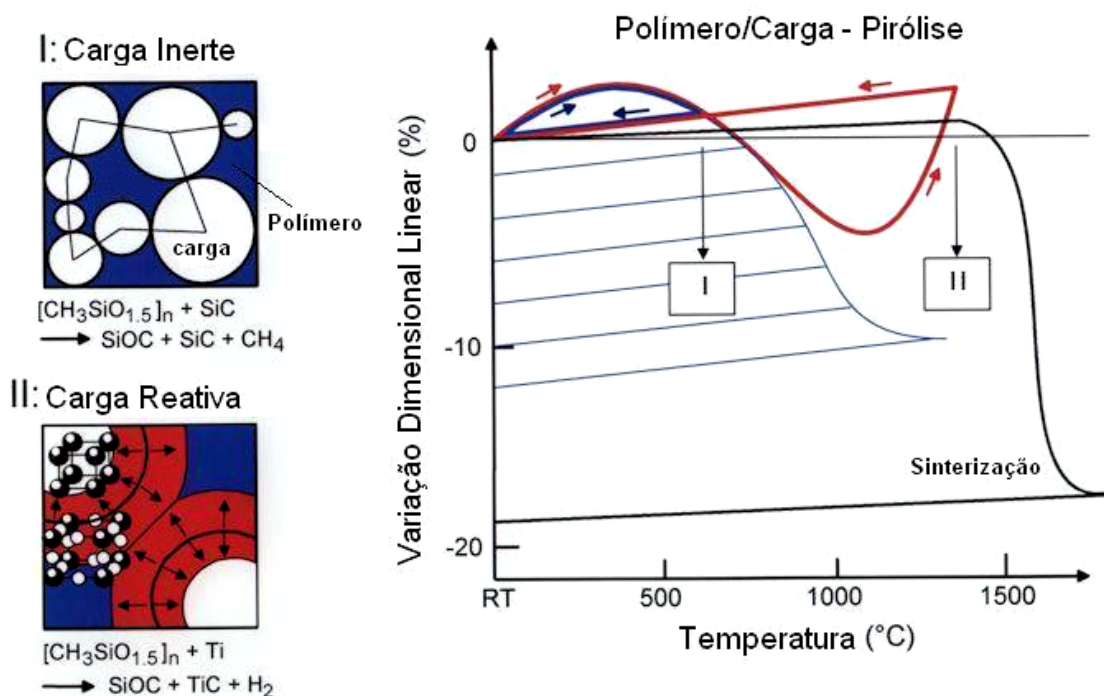 I: Carga Inerte
carga
Polímero
[CH₃SiO₁.₅]ₙ + SiC
→ SiOC + SiC + CH₄
II: Carga Reativa
[CH₃SiO₁.₅]ₙ + Ti
→ SiOC + TiC + H₂
Polímero/Carga - Pirólise
Variação Dimensional Linear (%)
0
-10
-20
I
II
Sinterização
RT
500
1000
1500
Temperatura (°C)